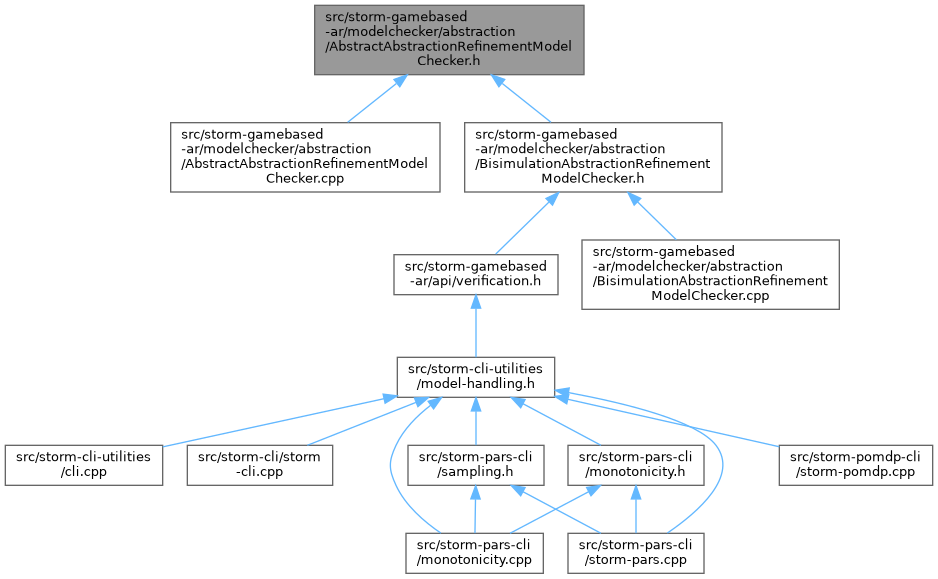 src/storm-gamebased
-ar/modelchecker/abstraction
/AbstractAbstractionRefinementModel
Checker.h
src/storm-gamebased
-ar/modelchecker/abstraction
/AbstractAbstractionRefinementModel
Checker.cpp
src/storm-gamebased
-ar/modelchecker/abstraction
/BisimulationAbstractionRefinement
ModelChecker.h
src/storm-gamebased
-ar/api/verification.h
src/storm-gamebased
-ar/modelchecker/abstraction
/BisimulationAbstractionRefinement
ModelChecker.cpp
src/storm-cli-utilities
/model-handling.h
src/storm-cli-utilities
/cli.cpp
src/storm-cli/storm
-cli.cpp
src/storm-pars-cli
/sampling.h
src/storm-pars-cli
/monotonicity.h
src/storm-pomdp-cli
/storm-pomdp.cpp
src/storm-pars-cli
/monotonicity.cpp
src/storm-pars-cli
/storm-pars.cpp